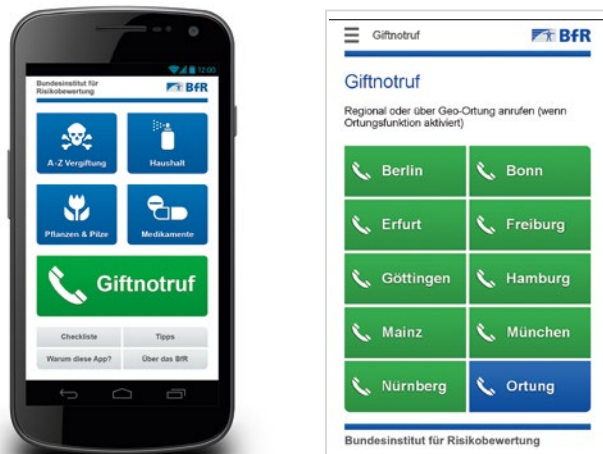 12:00
Bundesinstitut für
Risikobewertung
BfR
A-Z Vergiftung
Haushalt
Pflanzen & Pilze
Medikamente
Giftnotruf
Checkliste
Tipps
Warum diese App?
Über das BfR
Giftnotruf
BfR
Giftnotruf
Regional oder über Geo-Ortung anrufen (wenn
Ortungsfunktion aktiviert)
Berlin
Bonn
Erfurt
Freiburg
Göttingen
Hamburg
Mainz
München
Nürnberg
Ortung
Bundesinstitut für Risikobewertung